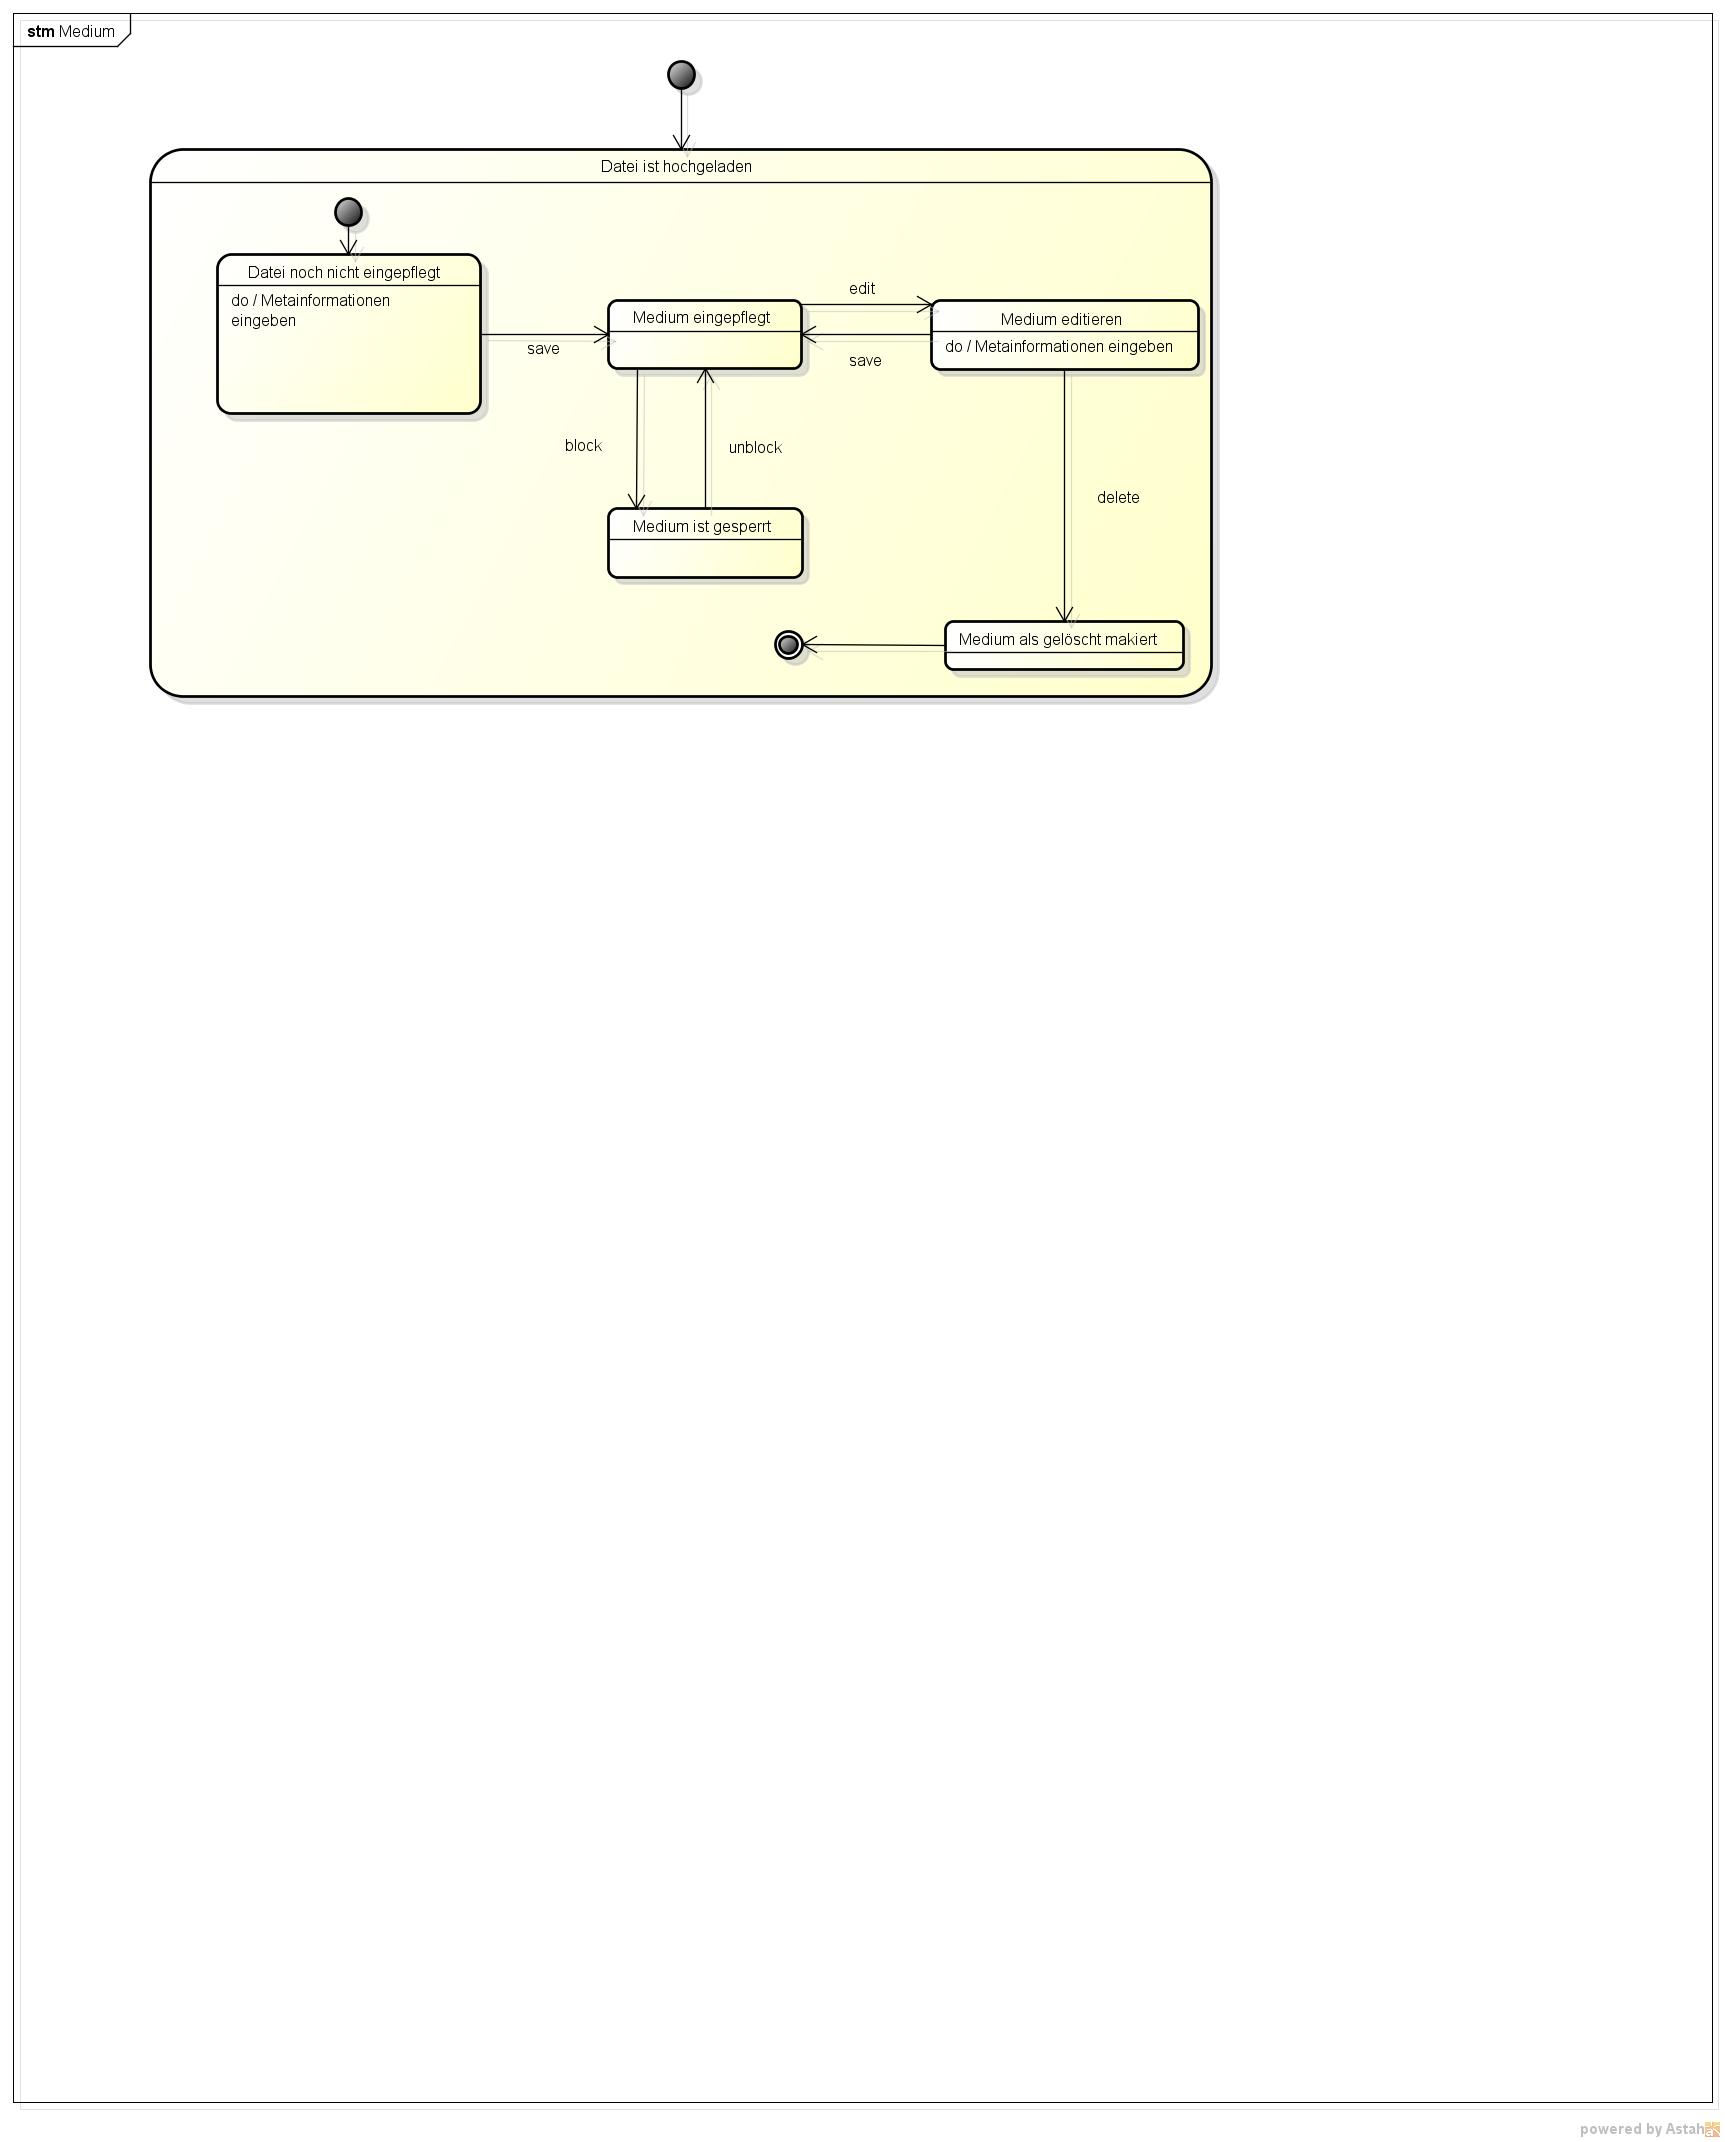 stm Medium
Datei ist hochgeladen
Datei noch nicht eingepflegt
do / Metainformationen
eingeben
save
Medium eingepflegt
edit
save
Medium editieren
do / Metainformationen eingeben
block
unblock
delete
Medium ist gesperrt
Medium als gelöscht makiert
powered by Astah